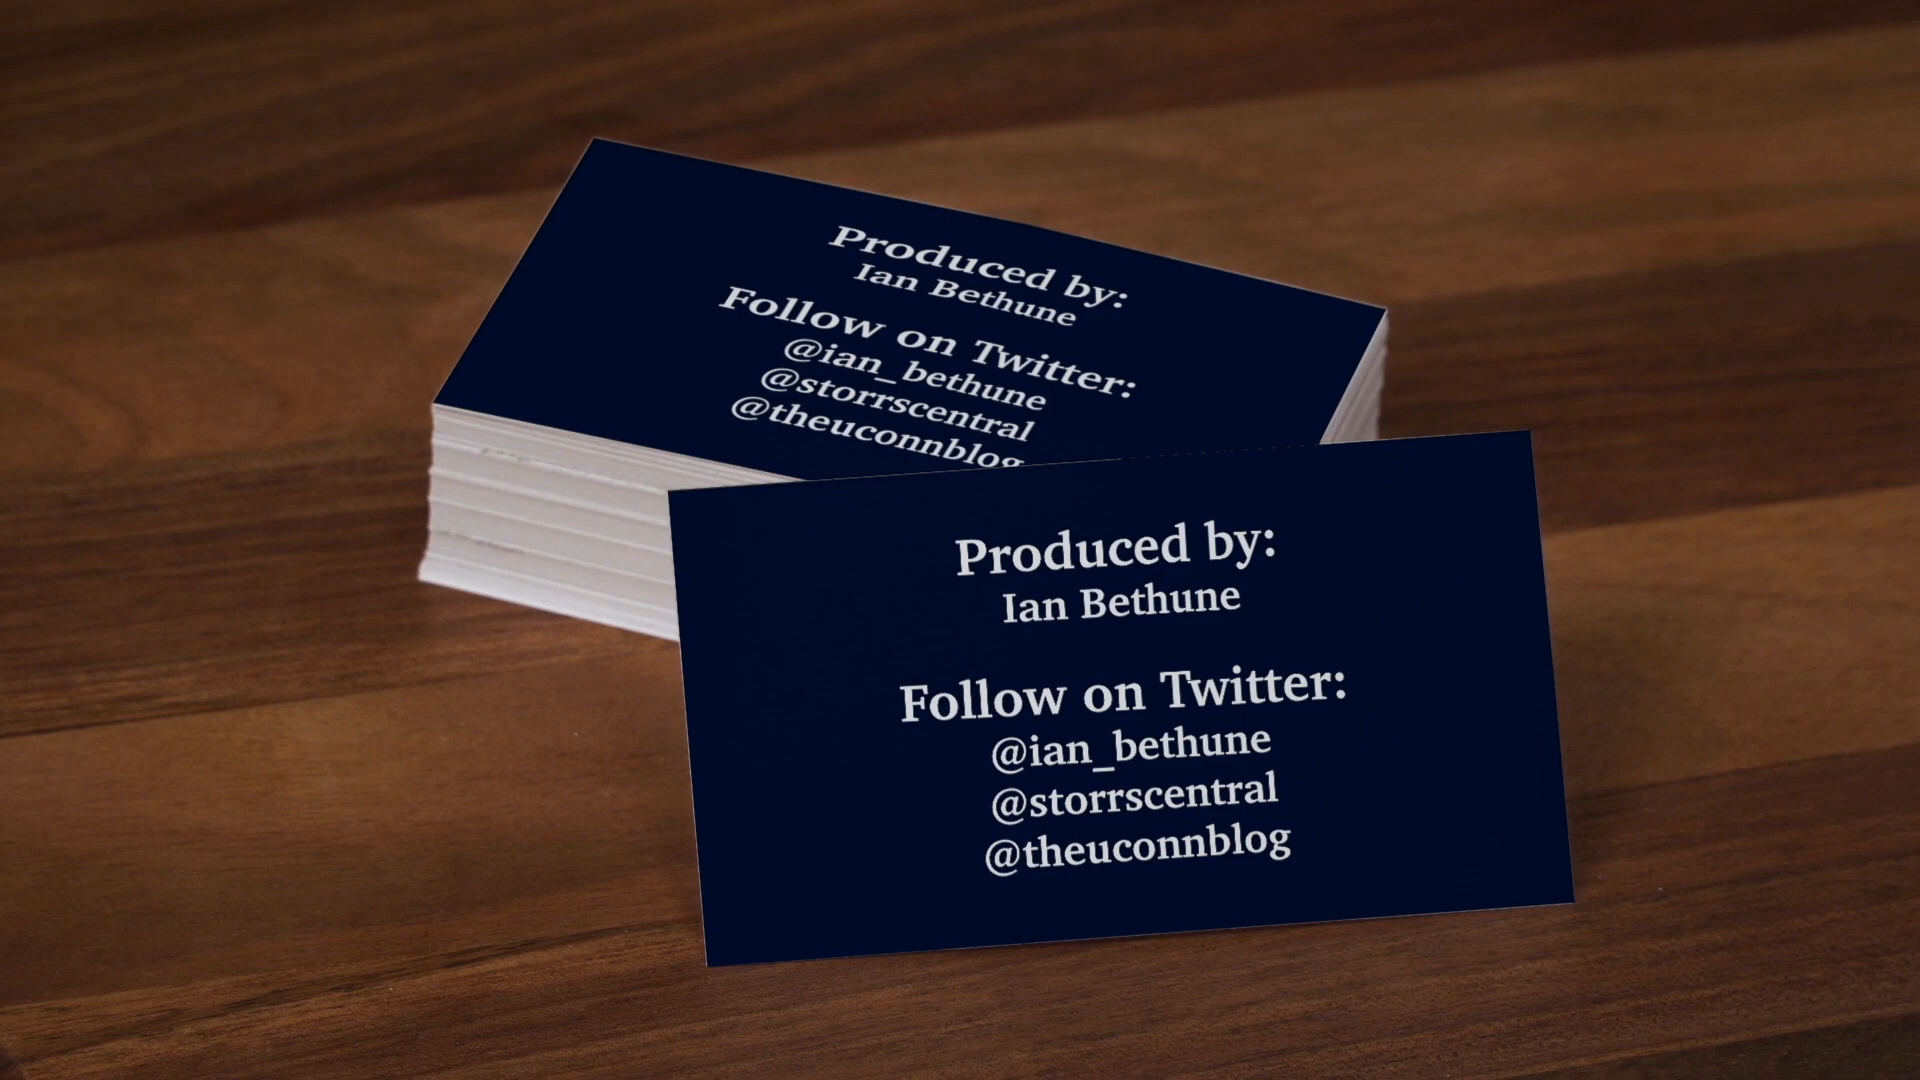 Produced by:
Ian Bethune
Follow on Twitter:
@ian_bethune
@storrscentral
@theuconnblog
Produced by:
Ian Bethune
Follow on Twitter:
@ian_bethune
@storrscentral
@theuconnblog